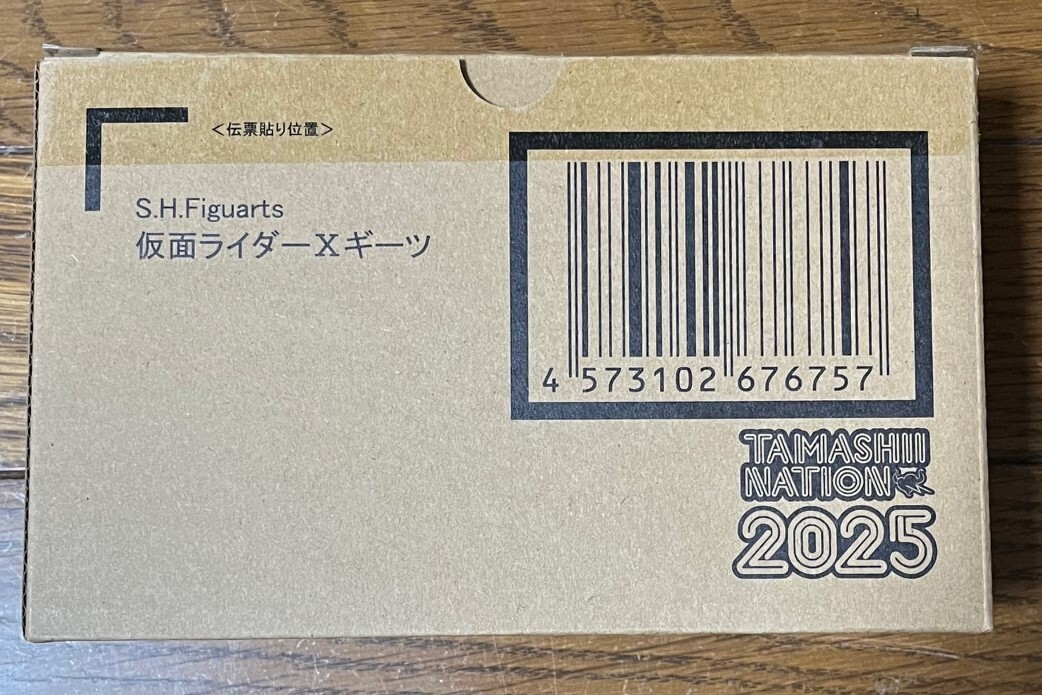 ＜伝票貼り位置＞
S.H.Figuarts
仮面ライダーXギーツ
4 573102 676757
TAMASHII
NATION
2025